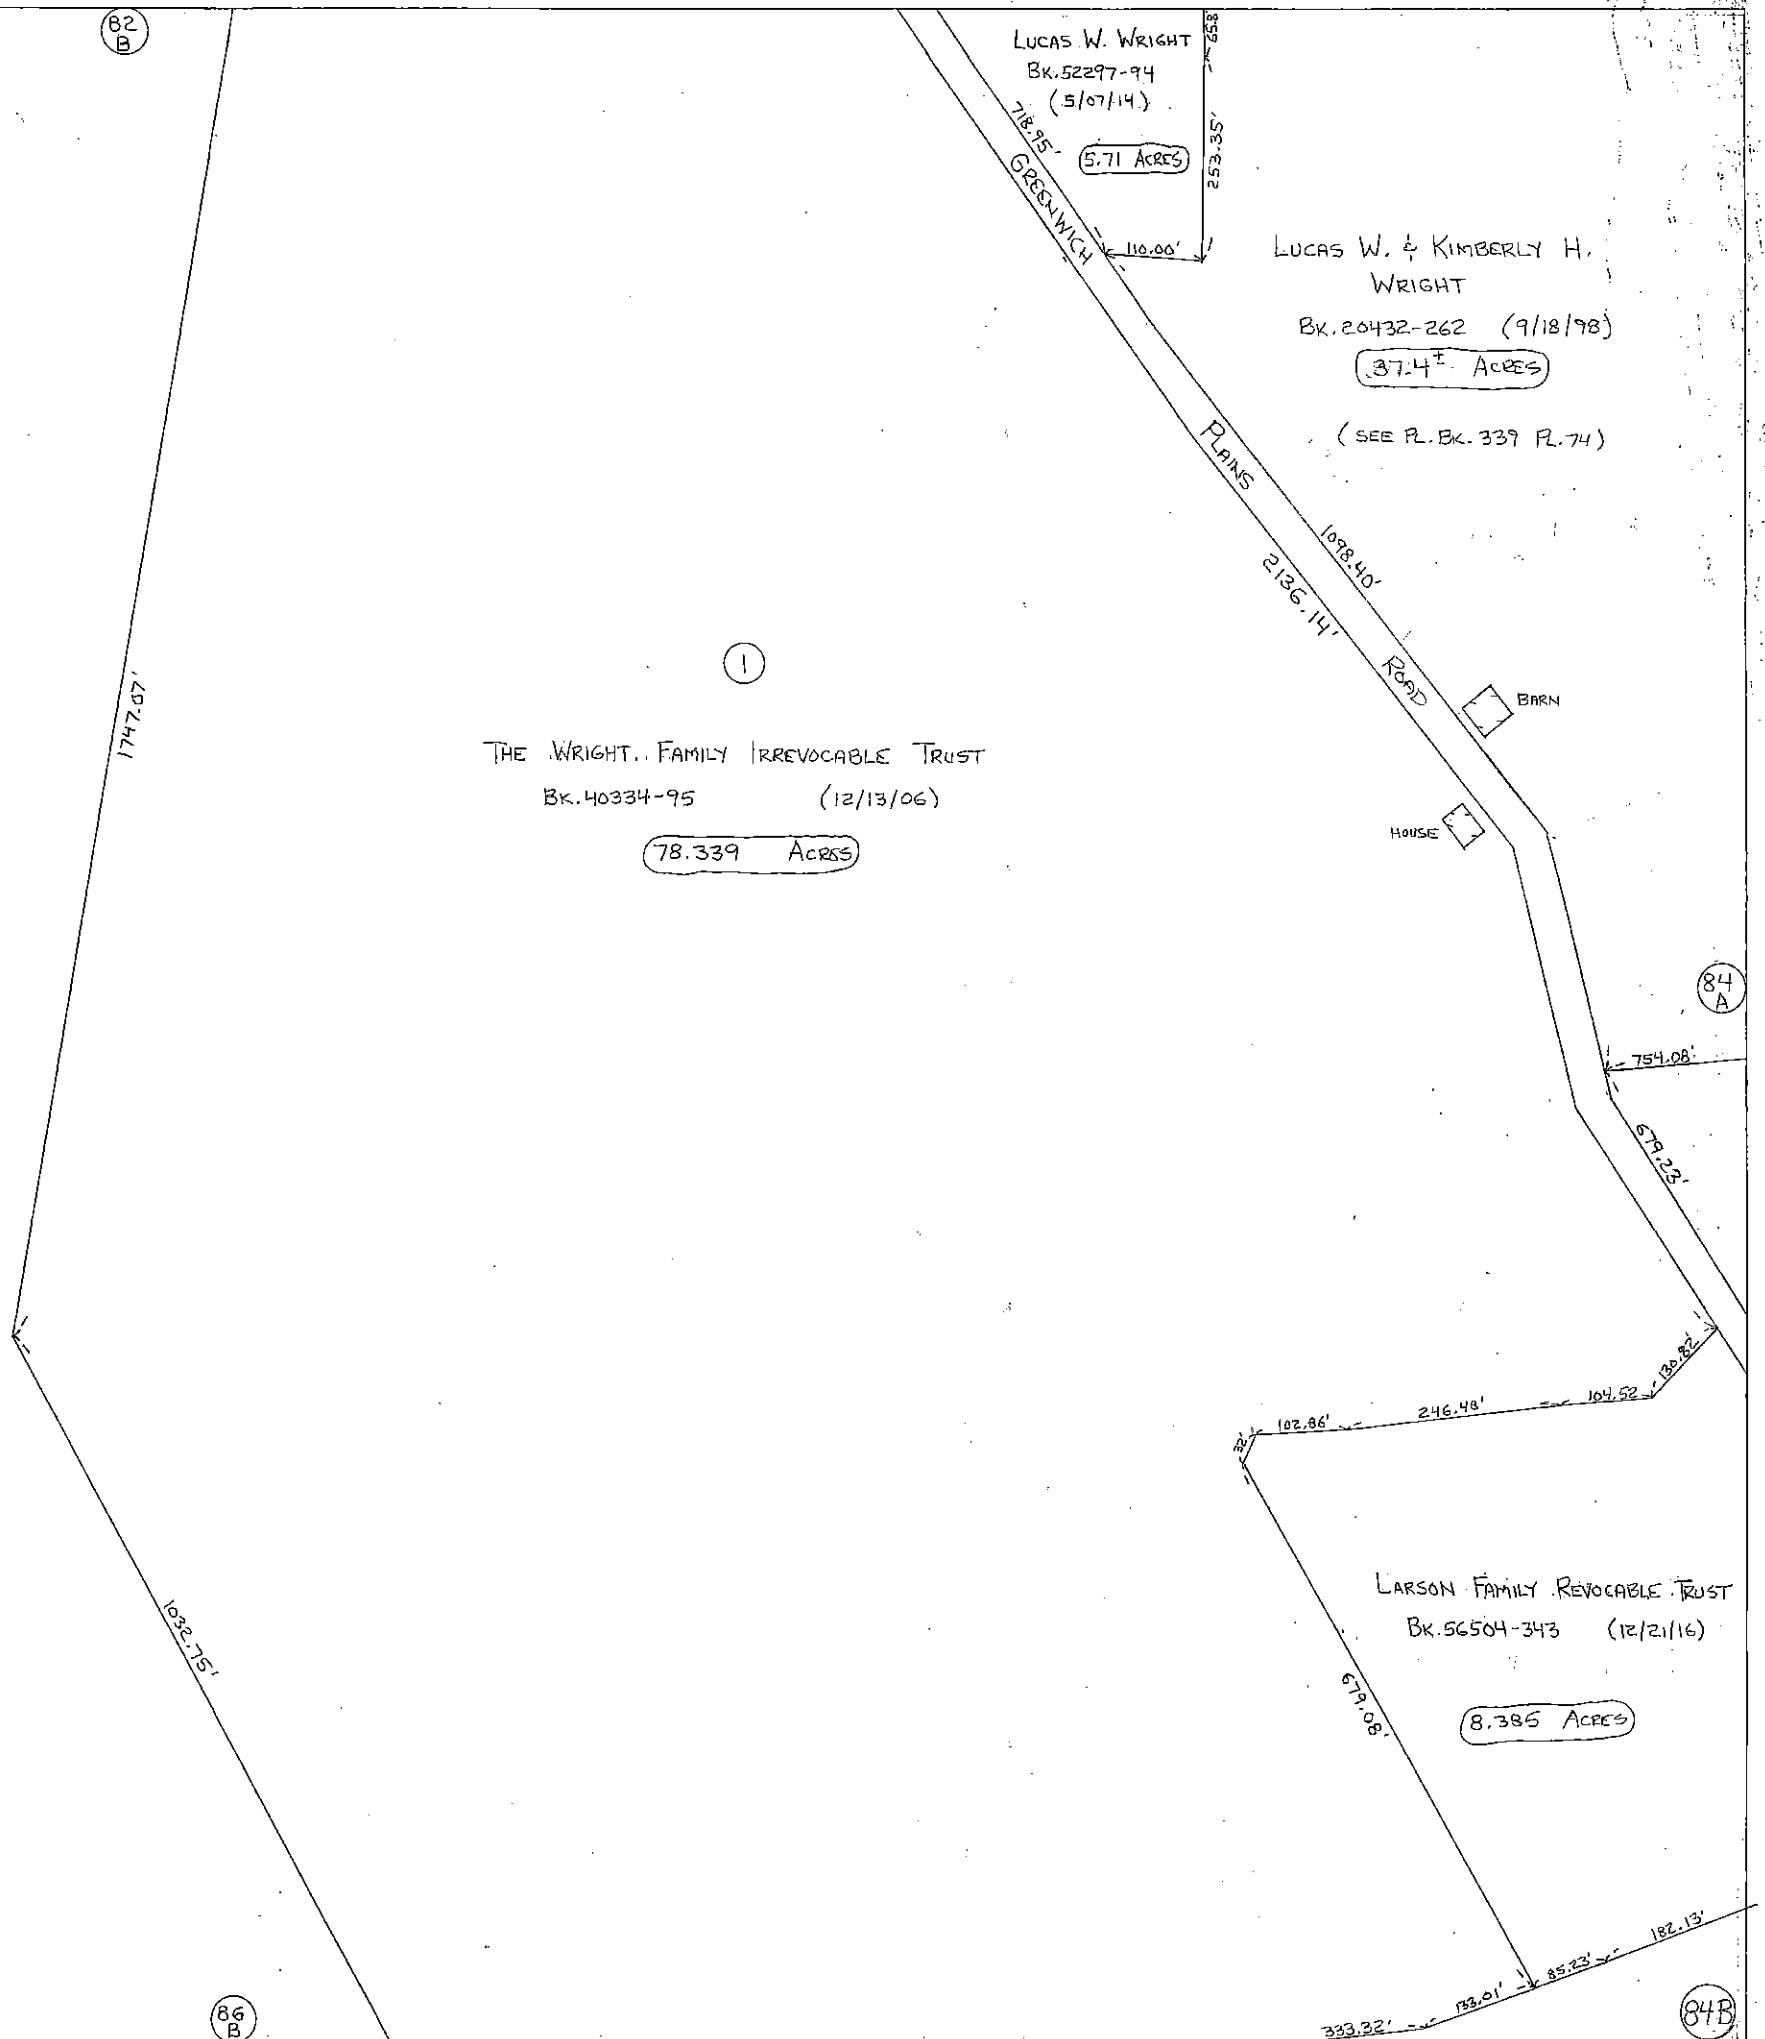 82
B
LUCAS W. WRIGHT
BK.52297-94
(5/07/14)
5.71 ACRES
65.8
253.35'
718.95'
110.00'
GREENWICH
PLAINS
ROAD
LUCAS W. & KIMBERLY H.
WRIGHT
BK.20432-262 (9/18/98)
37.4± ACRES
(SEE PL. BK. 339 PL. 74)
1098.40'
2136.14'
1747.07'
1
THE WRIGHT FAMILY IRREVOCABLE TRUST
BK.40334-95 (12/13/06)
78.339 ACRES
BARN
HOUSE
84
A
754.08'
679.23'
130.82'
104.52
246.48'
102.86'
32'
LARSON FAMILY REVOCABLE TRUST
BK.56504-343 (12/21/16)
8.385 ACRES
679.08'
1032.75'
182.13'
85.23'
133.01'
333.32'
86
B
84B